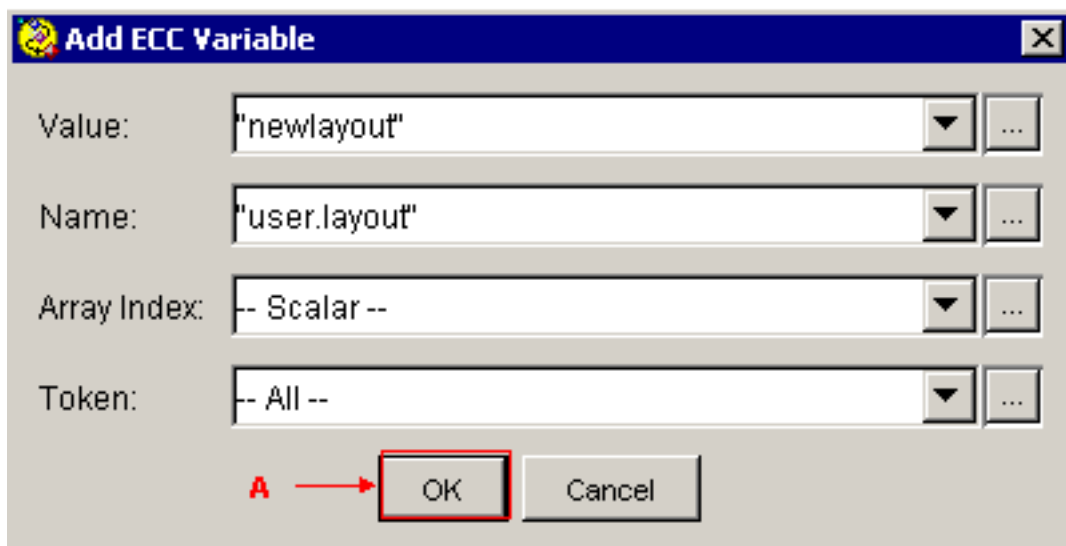 Add ECC Variable
Value: "newlayout" ...
Name: "user.layout" ...
Array Index: -- Scalar -- ...
Token: -- All -- ...
A OK Cancel